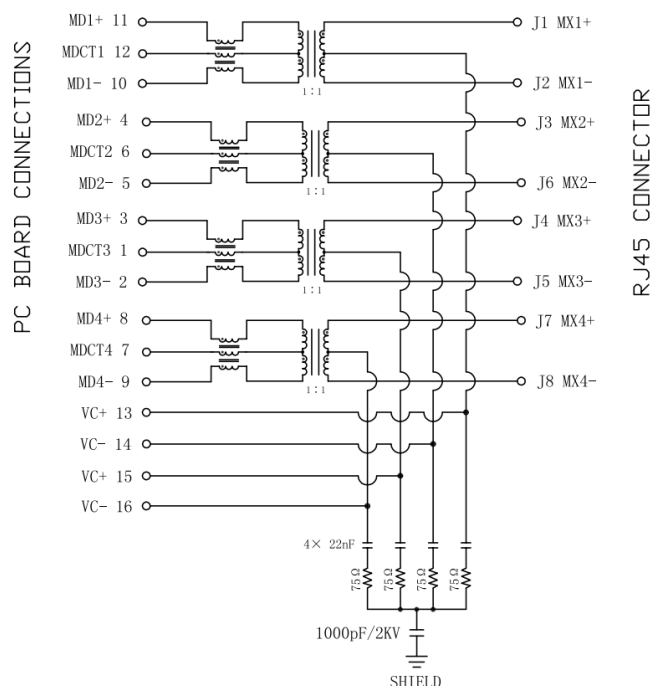 MD1+ 11
J1 MX1+
MDCT1 12
MD1- 10
J2 MX1-
1:1
MD2+ 4
J3 MX2+
MDCT2 6
MD2- 5
J6 MX2-
1:1
MD3+ 3
J4 MX3+
MDCT3 1
MD3- 2
J5 MX3-
1:1
MD4+ 8
J7 MX4+
MDCT4 7
MD4- 9
J8 MX4-
1:1
VC+ 13
VC- 14
VC+ 15
VC- 16
PC BOARD CONNECTIONS
RJ45 CONNECTOR
4× 22nF
75Ω
75Ω
75Ω
75Ω
1000pF/2KV
SHIELD